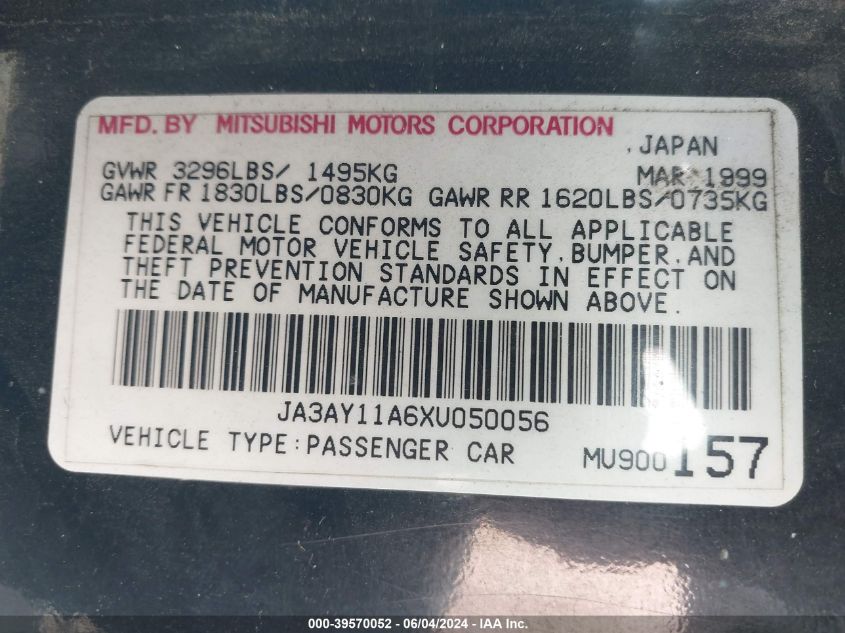 MFD. BY MITSUBISHI MOTORS CORPORATION
. JAPAN
GVWR 3296LBS/ 1495KG MAR 1999
GAWR FR 1830LBS/0830KG GAWR RR 1620LBS/0735KG
THIS VEHICLE CONFORMS TO ALL APPLICABLE
FEDERAL MOTOR VEHICLE SAFETY, BUMPER, AND
THEFT PREVENTION STANDARDS IN EFFECT ON
THE DATE OF MANUFACTURE SHOWN ABOVE.
JA3AY11A6XU050056
VEHICLE TYPE:PASSENGER CAR MU900157
000-39570052 - 06/04/2024 - IAA Inc.